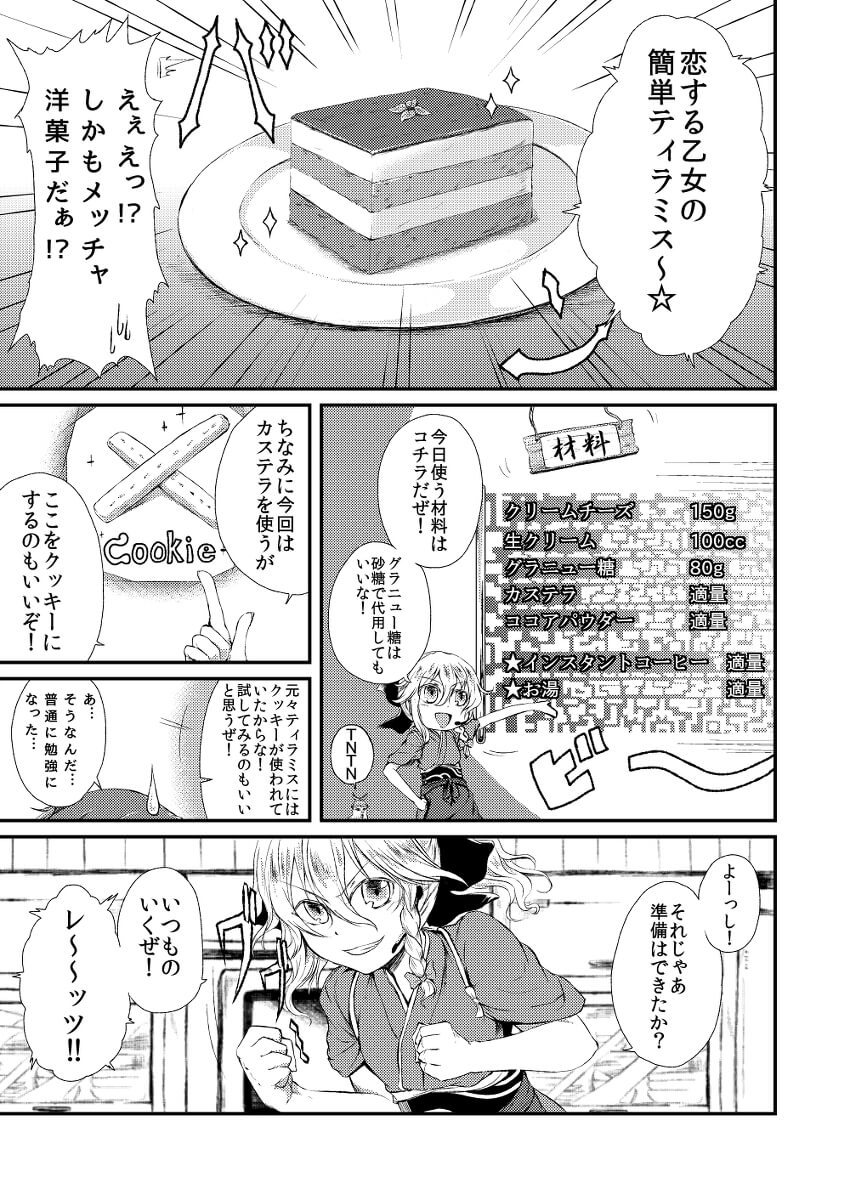 恋する乙女の
簡単ティラミス～☆
えぇえっ!?
しかもメッチャ
洋菓子だぁ!?
材料
今日使う材料は
コチラだぜ！
クリームチーズ 150g
生クリーム 100cc
グラニュー糖 80g
カステラ 適量
ココアパウダー 適量
★インスタントコーヒー 適量
★お湯 適量
グラニュー糖は
砂糖で代用しても
いいな！
TNTN
ビ
ちなみに今回は
カステラを使うが
Cookie
ここをクッキーに
するのもいいぞ！
元々ティラミスには
クッキーが使われて
いたからな！
試してみるのもいい
と思うぜ！
あ…
そうなんだ…
普通に勉強に
なった…
よーっし！
それじゃあ
準備はできたか？
いつもの
いくぜ！
レ～～ッツ!!